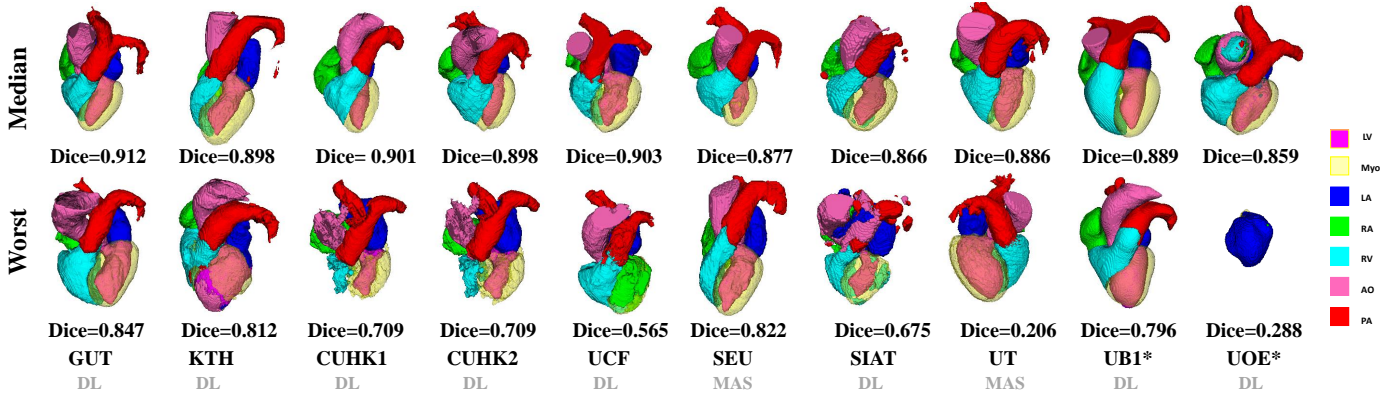 Median
Dice=0.912 Dice=0.898 Dice= 0.901 Dice=0.898 Dice=0.903 Dice=0.877 Dice=0.866 Dice=0.886 Dice=0.889 Dice=0.859
Worst
Dice=0.847 Dice=0.812 Dice=0.709 Dice=0.709 Dice=0.565 Dice=0.822 Dice=0.675 Dice=0.206 Dice=0.796 Dice=0.288
GUT KTH CUHK1 CUHK2 UCF SEU SIAT UT UB1* UOE*
DL DL DL DL DL MAS DL MAS DL DL
LV
Myo
LA
RA
RV
AO
PA